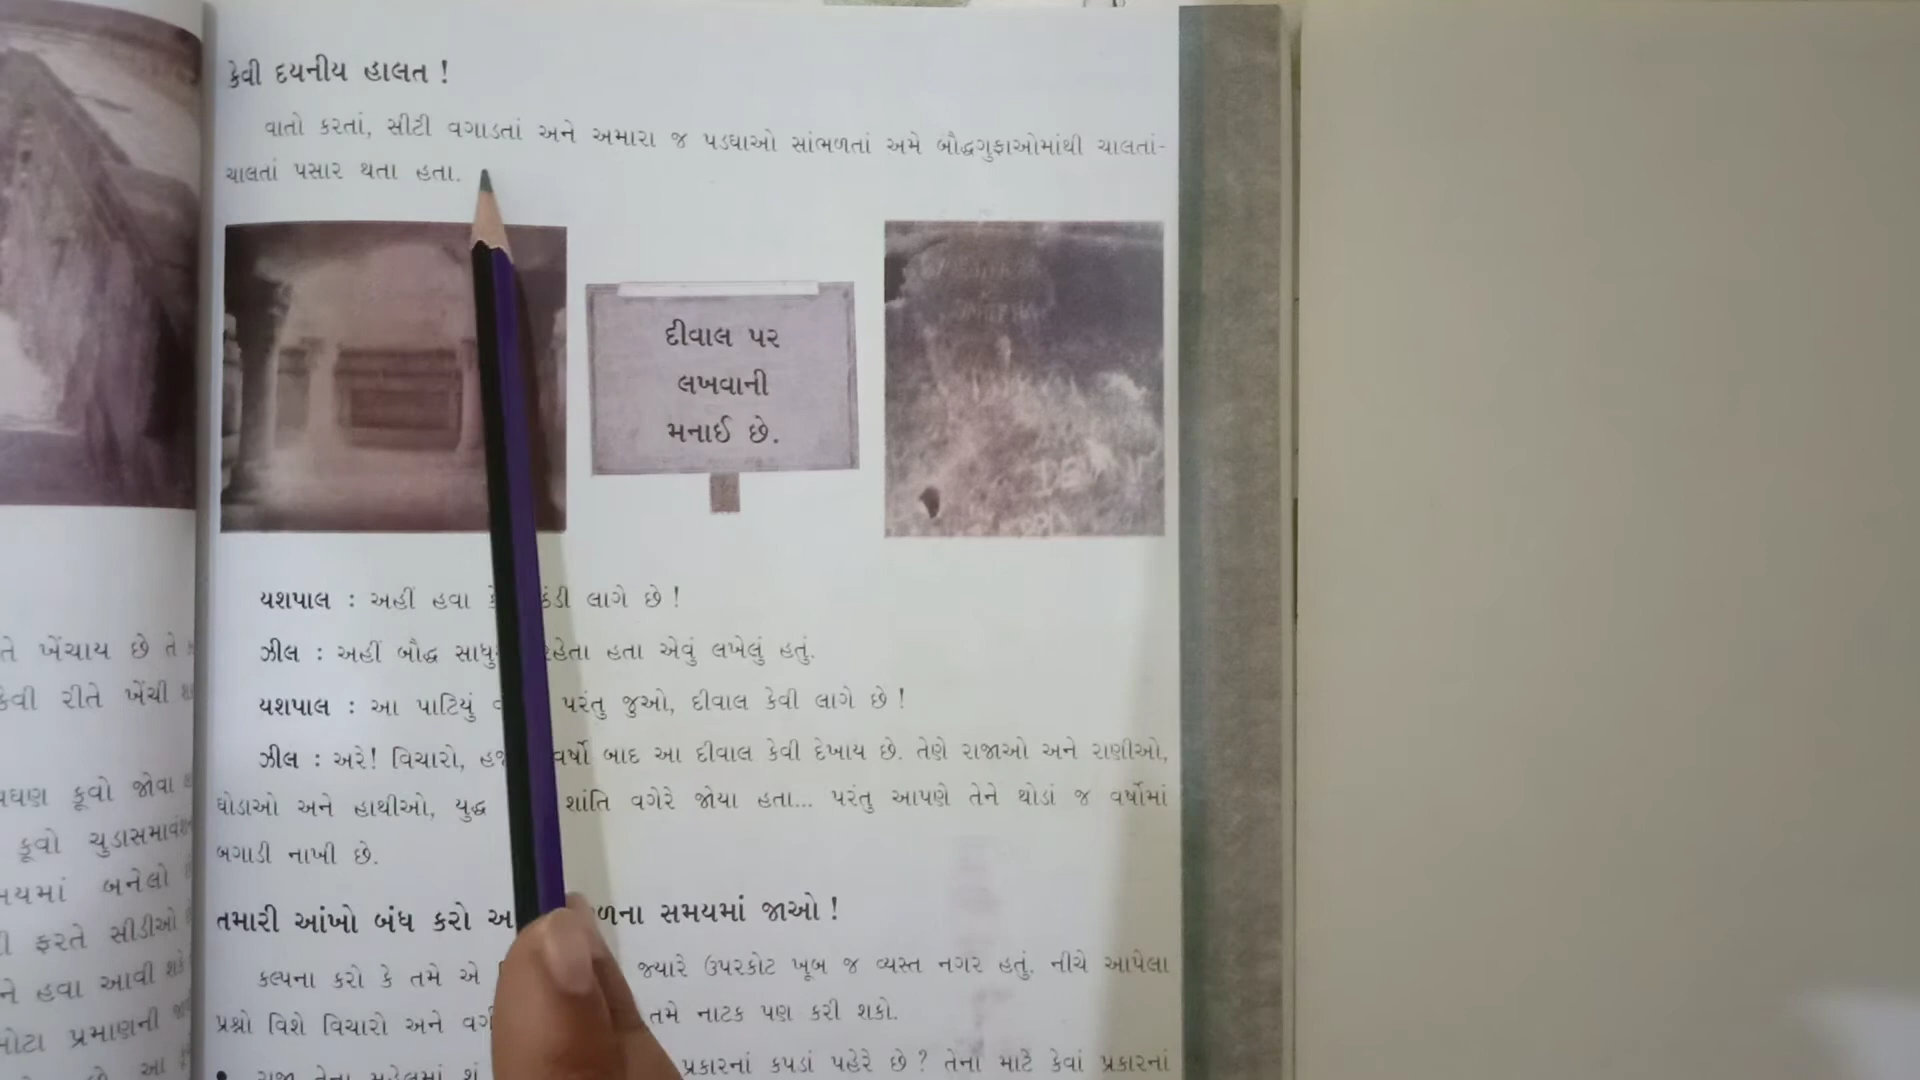 કેવી દયનીય હાલત !
વાતો કરતાં, સીટી વગાડતાં અને અમારા જ પડઘાઓ સાંભળતાં અમે બૌદ્ધગુફાઓમાંથી ચાલતાં-
ચાલતાં પસાર થતા હતા.
દીવાલ પર
લખવાની
મનાઈ છે.
યશપાલ : અહીં હવા ઠંડી લાગે છે !
ઝીલ : અહીં બૌદ્ધ રહેતા હતા એવું લખેલું હતું.
યશપાલ : આ પાટિયું પરંતુ જુઓ, દીવાલ કેવી લાગે છે !
ઝીલ : અરે! વિચારો, વર્ષો બાદ આ દીવાલ કેવી દેખાય છે. તેણે રાજાઓ અને રાણીઓ,
ઘોડાઓ અને હાથીઓ, યુદ્ધ શાંતિ વગેરે જોયા હતા... પરંતુ આપણે તેને થોડાં જ વર્ષોમાં
બગાડી નાખી છે.
તમારી આંખો બંધ કરો સમયમાં જાઓ !
કલ્પના કરો કે તમે એ જ્યારે ઉપરકોટ ખૂબ જ વ્યસ્ત નગર હતું. નીચે આપેલા
પ્રશ્નો વિશે વિચારો અને તમે નાટક પણ કરી શકો.
પ્રકારનાં કપડાં પહેરે છે ? તેના માટે કેવાં પ્રકારનાં
તે ખેંચાય છે તે
કેવી રીતે ખેંચી
કૂવો જોવા
કૂવો
બનેલો
ફરતે સીડીઓ
ને હવા આવી
મોટા પ્રમાણની